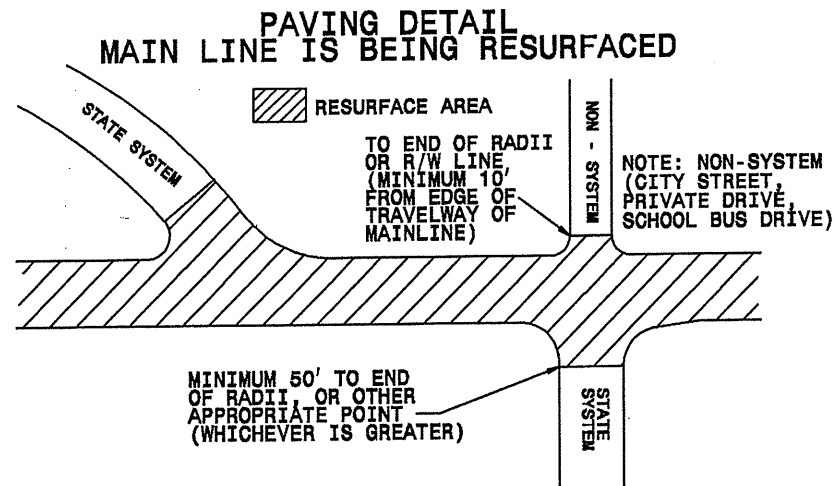 PAVING DETAIL
MAIN LINE IS BEING RESURFACED
STATE SYSTEM
RESURFACE AREA
TO END OF RADII
OR R/W LINE
(MINIMUM 10'
FROM EDGE OF
TRAVELWAY OF
MAINLINE)
NON - SYSTEM
NOTE: NON-SYSTEM
(CITY STREET,
PRIVATE DRIVE,
SCHOOL BUS DRIVE)
MINIMUM 50' TO END
OF RADII, OR OTHER
APPROPRIATE POINT
(WHICHEVER IS GREATER)
STATE
SYSTEM